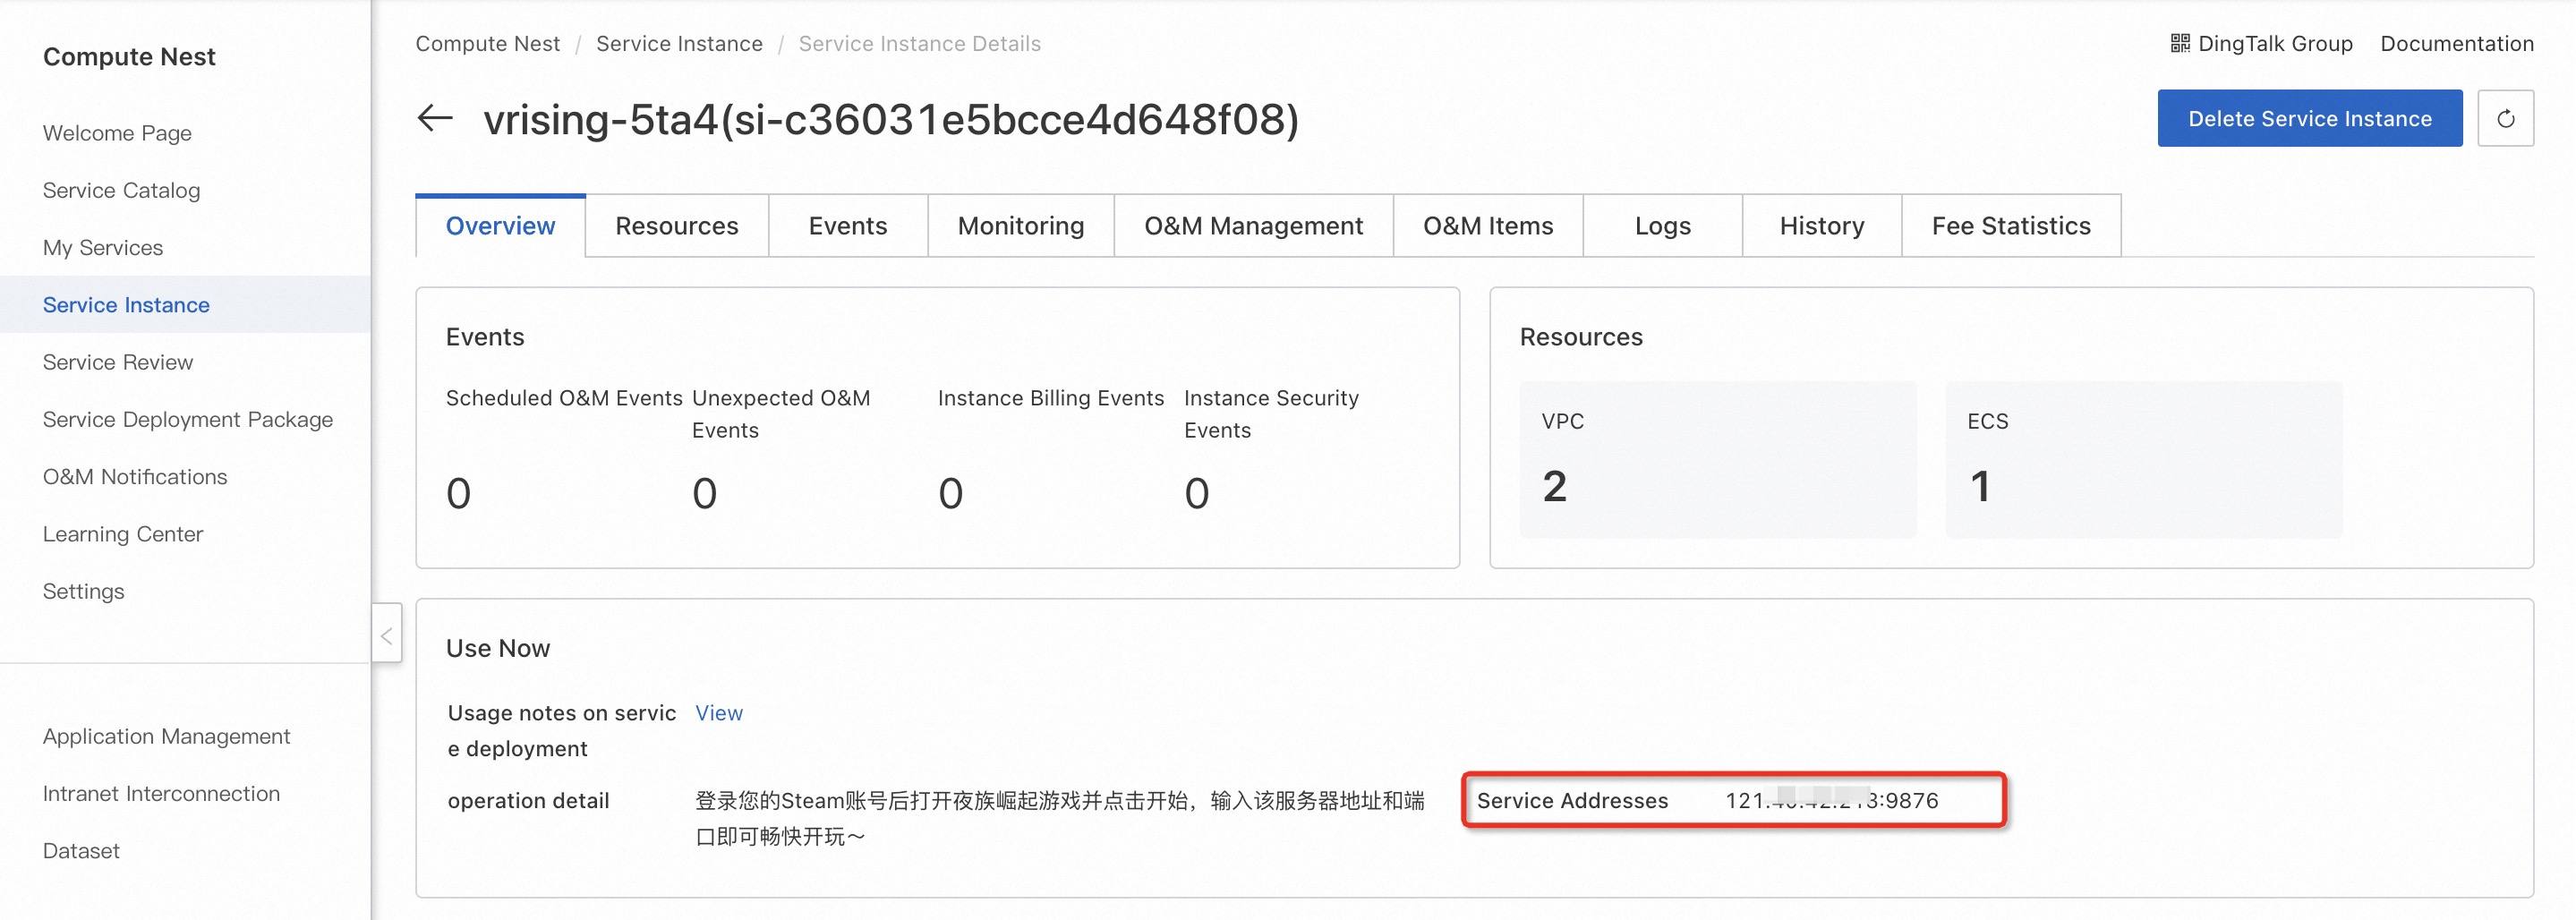 Compute Nest
Welcome Page
Service Catalog
My Services
Service Instance
Service Review
Service Deployment Package
O&M Notifications
Learning Center
Settings
Application Management
Intranet Interconnection
Dataset
Compute Nest / Service Instance / Service Instance Details
DingTalk Group Documentation
vrising-5ta4(si-c36031e5bcce4d648f08)
Delete Service Instance
Overview Resources Events Monitoring O&M Management O&M Items Logs History Fee Statistics
Events
Scheduled O&M Events Unexpected O&M Instance Billing Events Instance Security
Events Events
0 0 0 0
Resources
VPC ECS
2 1
Use Now
Usage notes on servic View
e deployment
operation detail 登录您的Steam账号后打开夜族崛起游戏并点击开始，输入该服务器地址和端
口即可畅快开玩～
Service Addresses